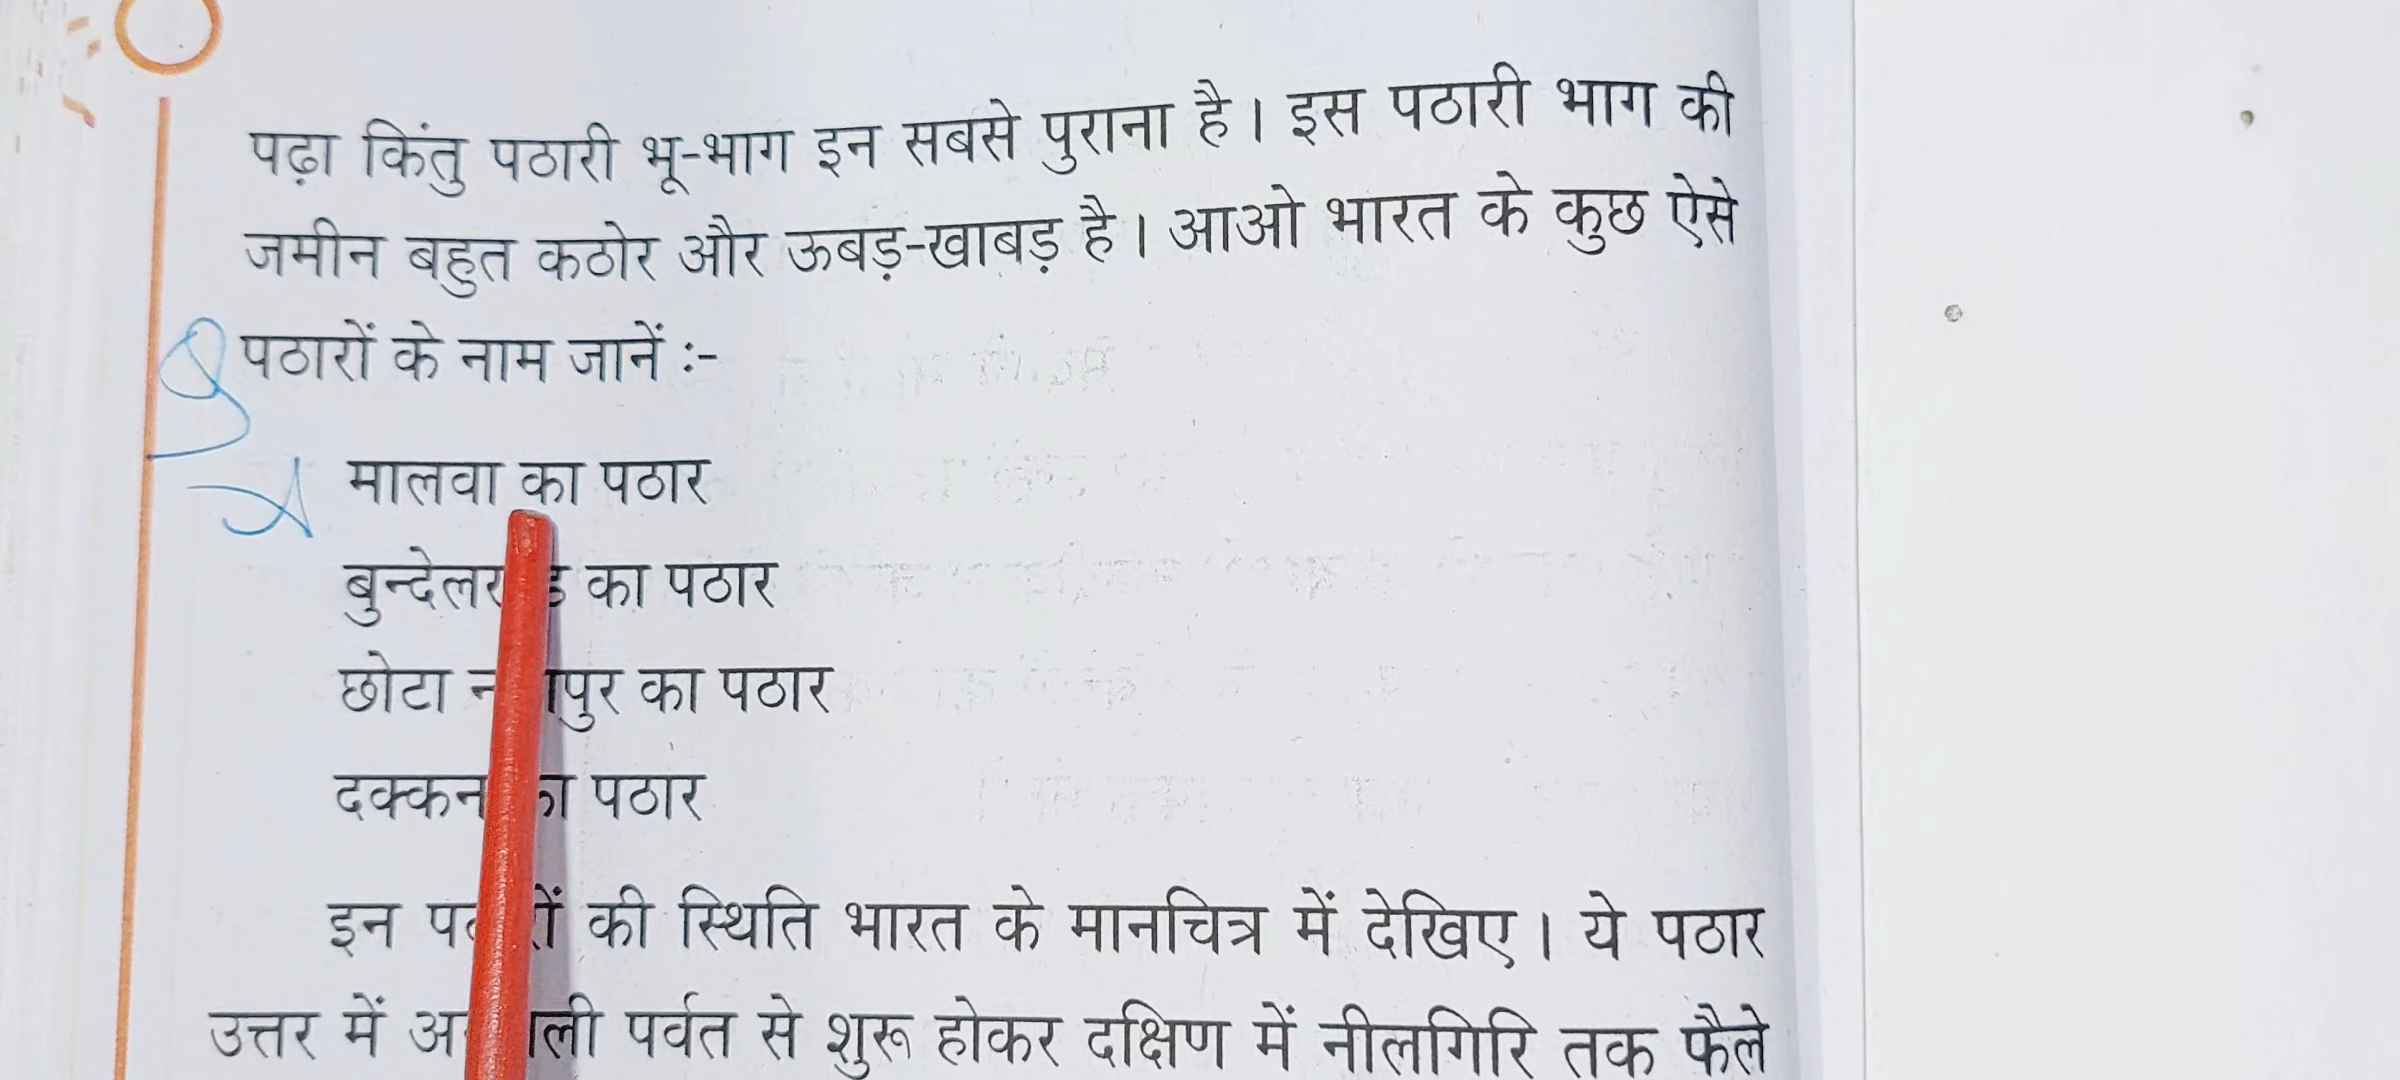 पढ़ा किंतु पठारी भू-भाग इन सबसे पुराना है। इस पठारी भाग की
जमीन बहुत कठोर और ऊबड़-खाबड़ है। आओ भारत के कुछ ऐसे
पठारों के नाम जानें :-
मालवा का पठार
का पठार
छोटा का पठार
दक्कन पठार
इन की स्थिति भारत के मानचित्र में देखिए। ये पठार
उत्तर में पर्वत से शुरू होकर दक्षिण में नीलगिरि तक फैले